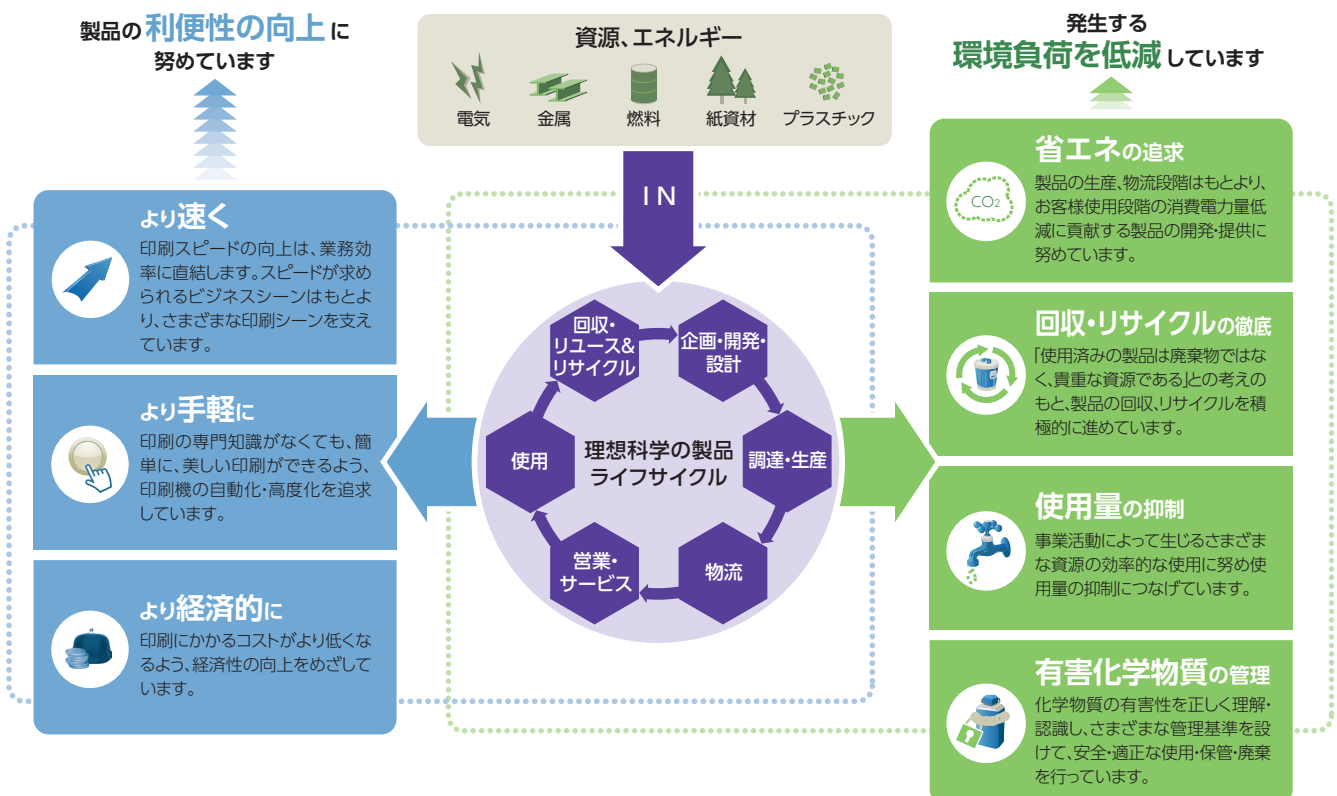 製品の利便性の向上に
努めています
資源、エネルギー
電気
金属
燃料
紙資材
プラスチック
発生する
環境負荷を低減しています
IN
より速く
印刷スピードの向上は、業務効
率に直結します。スピードが求め
られるビジネスシーンはもとよ
り、さまざまな印刷シーンを支え
ています。
より手軽に
印刷の専門知識がなくても、簡
単に、美しい印刷ができるよう、
印刷機の自動化・高度化を追求
しています。
より経済的に
印刷にかかるコストがより低くな
るよう、経済性の向上をめざして
います。
回収・
リユース&
リサイクル
企画・開発・
設計
調達・生産
物流
営業・
サービス
使用
理想科学の製品
ライフサイクル
省エネの追求
CO2
製品の生産、物流段階はもとより、
お客様使用段階の消費電力量低
減に貢献する製品の開発・提供に
努めています。
回収・リサイクルの徹底
「使用済みの製品は廃棄物ではな
く、貴重な資源である」との考えの
もと、製品の回収、リサイクルを積
極的に進めています。
使用量の抑制
事業活動によって生じるさまざま
な資源の効率的な使用に努め使
用量の抑制につなげています。
有害化学物質の管理
化学物質の有害性を正しく理解・
認識し、さまざまな管理基準を設
けて、安全・適正な使用・保管・廃棄
を行っています。